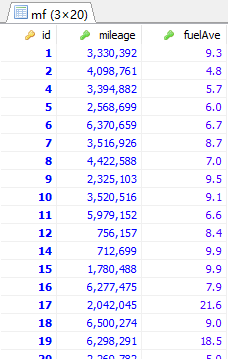 mf (3×20)
id mileage fuelAve
1 3,330,392 9.3
2 4,098,761 4.8
4 3,394,882 5.7
5 2,568,699 6.0
6 6,370,659 6.7
7 3,516,926 8.7
8 4,422,588 7.0
9 2,325,103 9.5
10 3,520,516 9.1
11 5,979,152 6.6
12 756,157 8.4
14 712,699 9.9
15 1,780,488 9.9
16 6,277,475 7.9
17 2,042,045 21.6
18 6,500,274 9.0
19 6,298,291 18.5